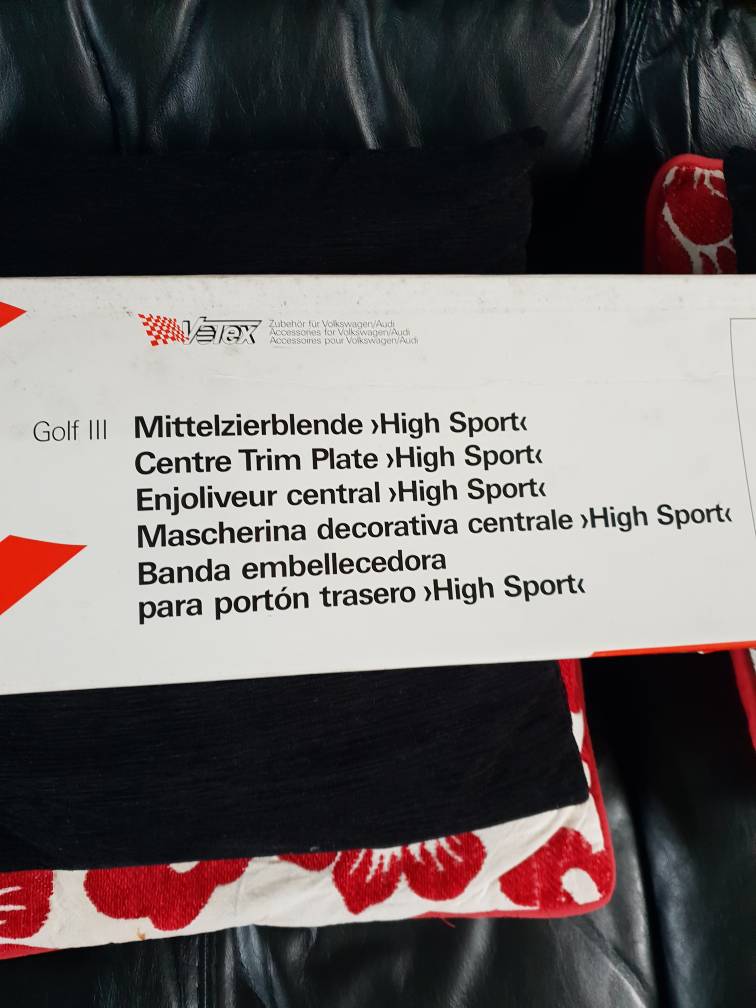 Votex
Zubehör für Volkswagen/Audi
Accessories for Volkswagen/Audi
Accessoires pour Volkswagen/Audi
Golf III Mittelzierblende ›High Sport‹
Centre Trim Plate ›High Sport‹
Enjoliveur central ›High Sport‹
Mascherina decorativa centrale ›High Sport‹
Banda embellecedora
para portón trasero ›High Sport‹